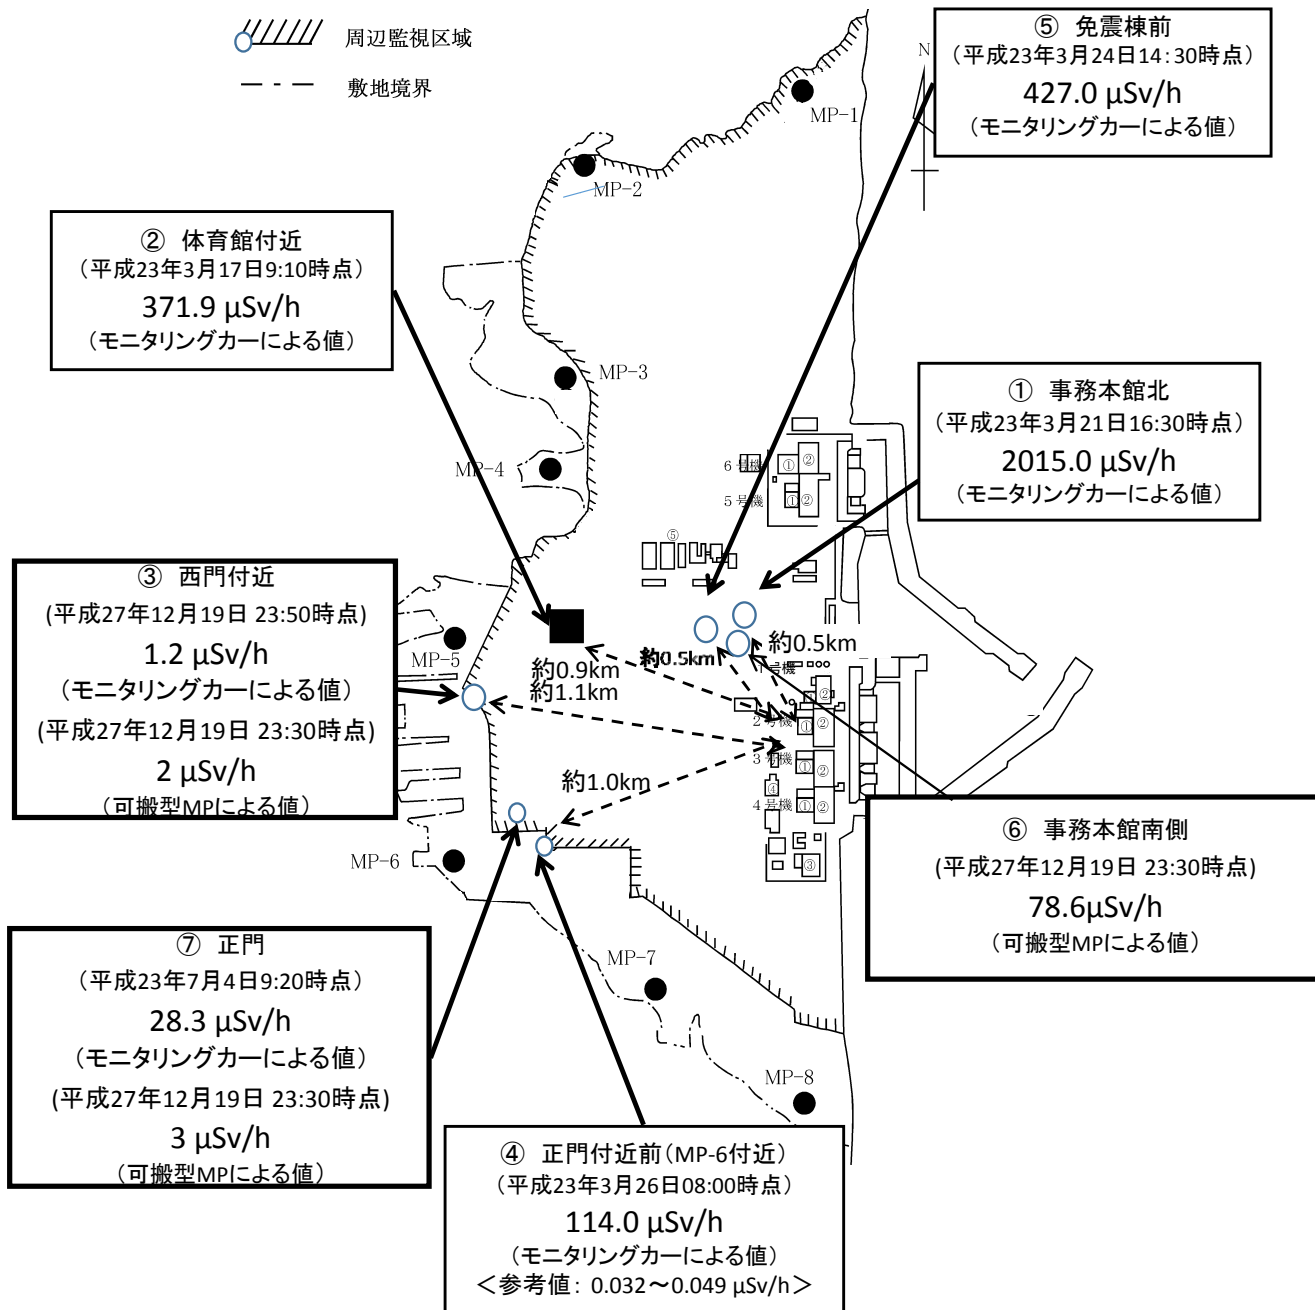 周辺監視区域
敷地境界
⑤ 免震棟前
(平成23年3月24日14:30時点)
427.0 μSv/h
(モニタリングカーによる値)
N
MP-1
MP-2
② 体育館付近
(平成23年3月17日9:10時点)
371.9 μSv/h
(モニタリングカーによる値)
MP-3
① 事務本館北
(平成23年3月21日16:30時点)
2015.0 μSv/h
(モニタリングカーによる値)
MP-4
6号機
① ②
5号機
① ②
⑤
③ 西門付近
(平成27年12月19日 23:50時点)
1.2 μSv/h
(モニタリングカーによる値)
(平成27年12月19日 23:30時点)
2 μSv/h
(可搬型MPによる値)
MP-5
約0.9km
約1.1km
約0.5km
約0.5km
1号機
②
2号機
① ②
3号機
① ②
約1.0km
④
4号機
① ②
③
MP-6
⑥ 事務本館南側
(平成27年12月19日 23:30時点)
78.6μSv/h
(可搬型MPによる値)
⑦ 正門
(平成23年7月4日9:20時点)
28.3 μSv/h
(モニタリングカーによる値)
(平成27年12月19日 23:30時点)
3 μSv/h
(可搬型MPによる値)
MP-7
MP-8
④ 正門付近前(MP-6付近)
(平成23年3月26日08:00時点)
114.0 μSv/h
(モニタリングカーによる値)
<参考値: 0.032～0.049 μSv/h>